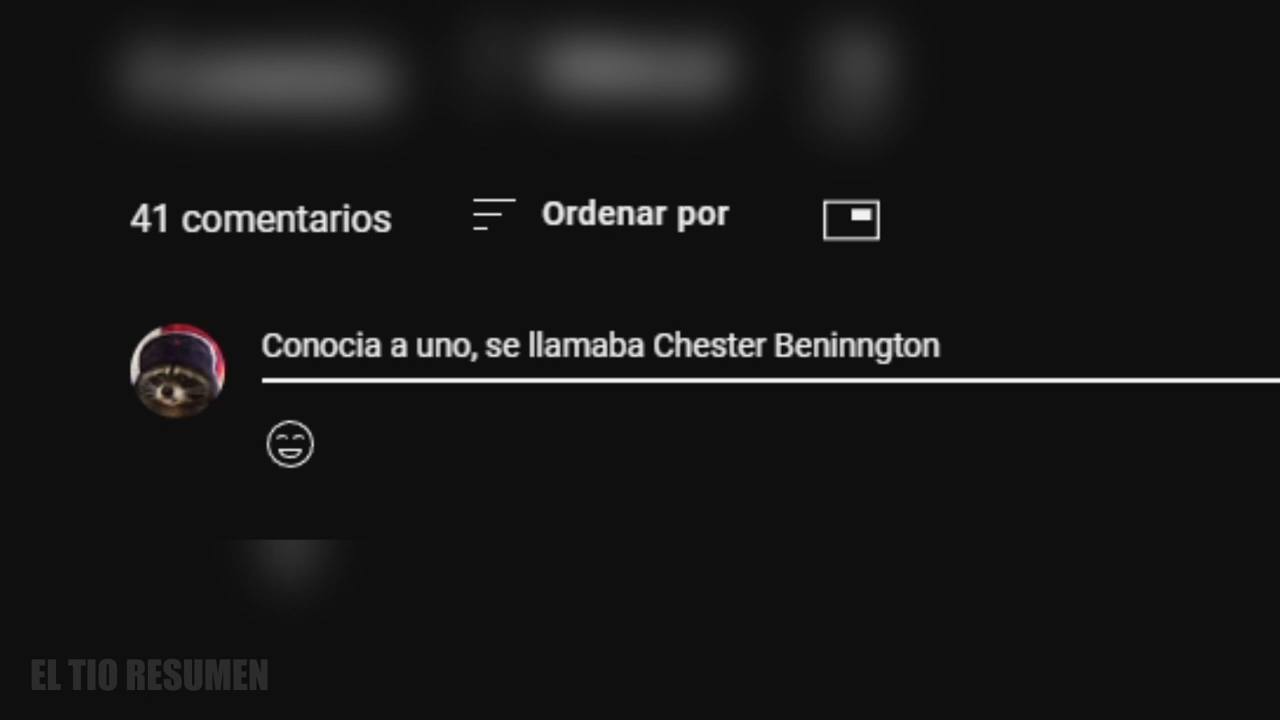 41 comentarios
Ordenar por
Conocia a uno, se llamaba Chester Beninngton
EL TIO RESUMEN